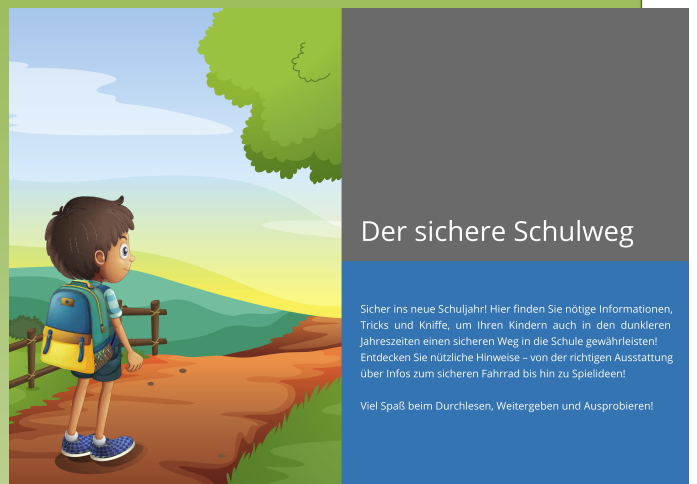 Der sichere Schulweg
Sicher ins neue Schuljahr! Hier finden Sie nötige Informationen,
Tricks und Kniffe, um Ihren Kindern auch in den dunkleren
Jahreszeiten einen sicheren Weg in die Schule gewährleisten!
Entdecken Sie nützliche Hinweise – von der richtigen Ausstattung
über Infos zum sicheren Fahrrad bis hin zu Spielideen!
Viel Spaß beim Durchlesen, Weitergeben und Ausprobieren!